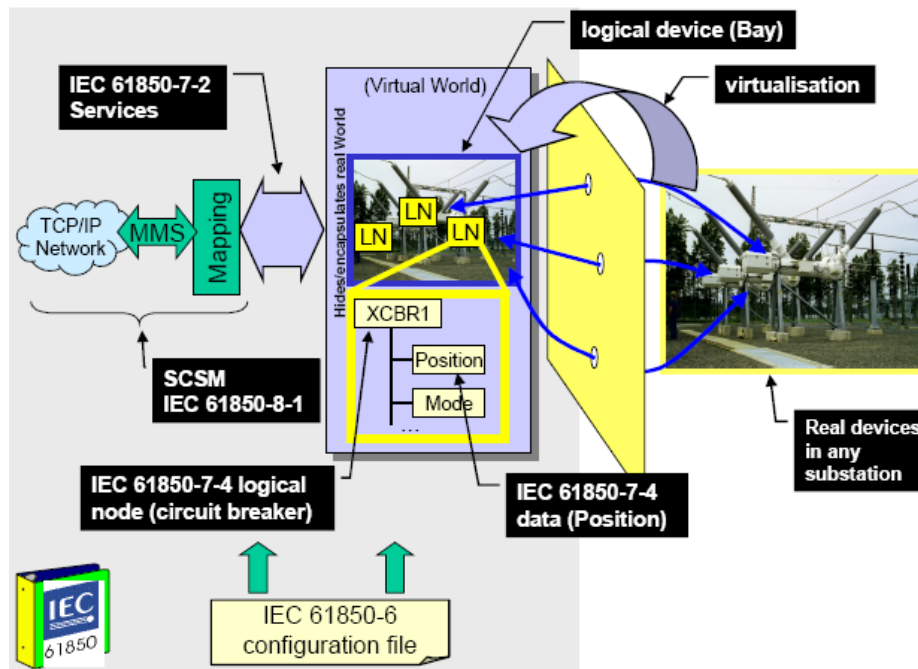 logical device (Bay)
IEC 61850-7-2
Services
(Virtual World)
virtualisation
Hides/encapsulates real World
TCP/IP
Network
MMS
Mapping
LN
LN
LN
XCBR1
Position
Mode
...
SCSM
IEC 61850-8-1
Real devices
in any
substation
IEC 61850-7-4 logical
node (circuit breaker)
IEC 61850-7-4
data (Position)
IEC 61850-6
configuration file
IEC
61850